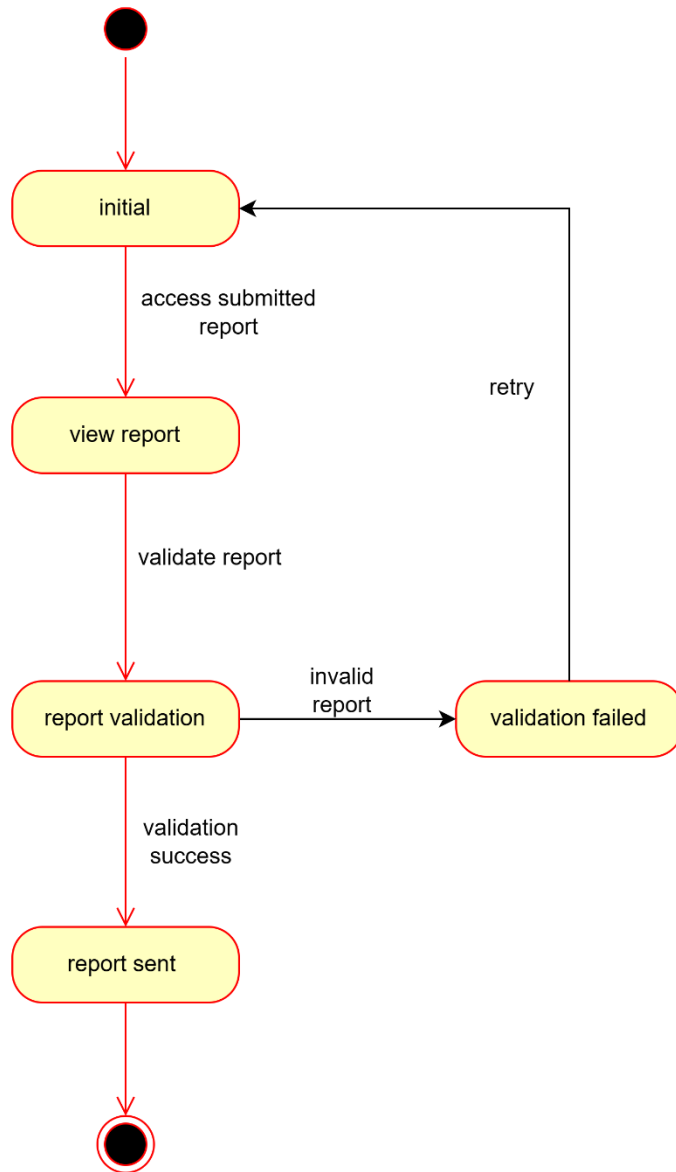 initial
access submitted
report
retry
view report
validate report
invalid
report
report validation
validation failed
validation
success
report sent